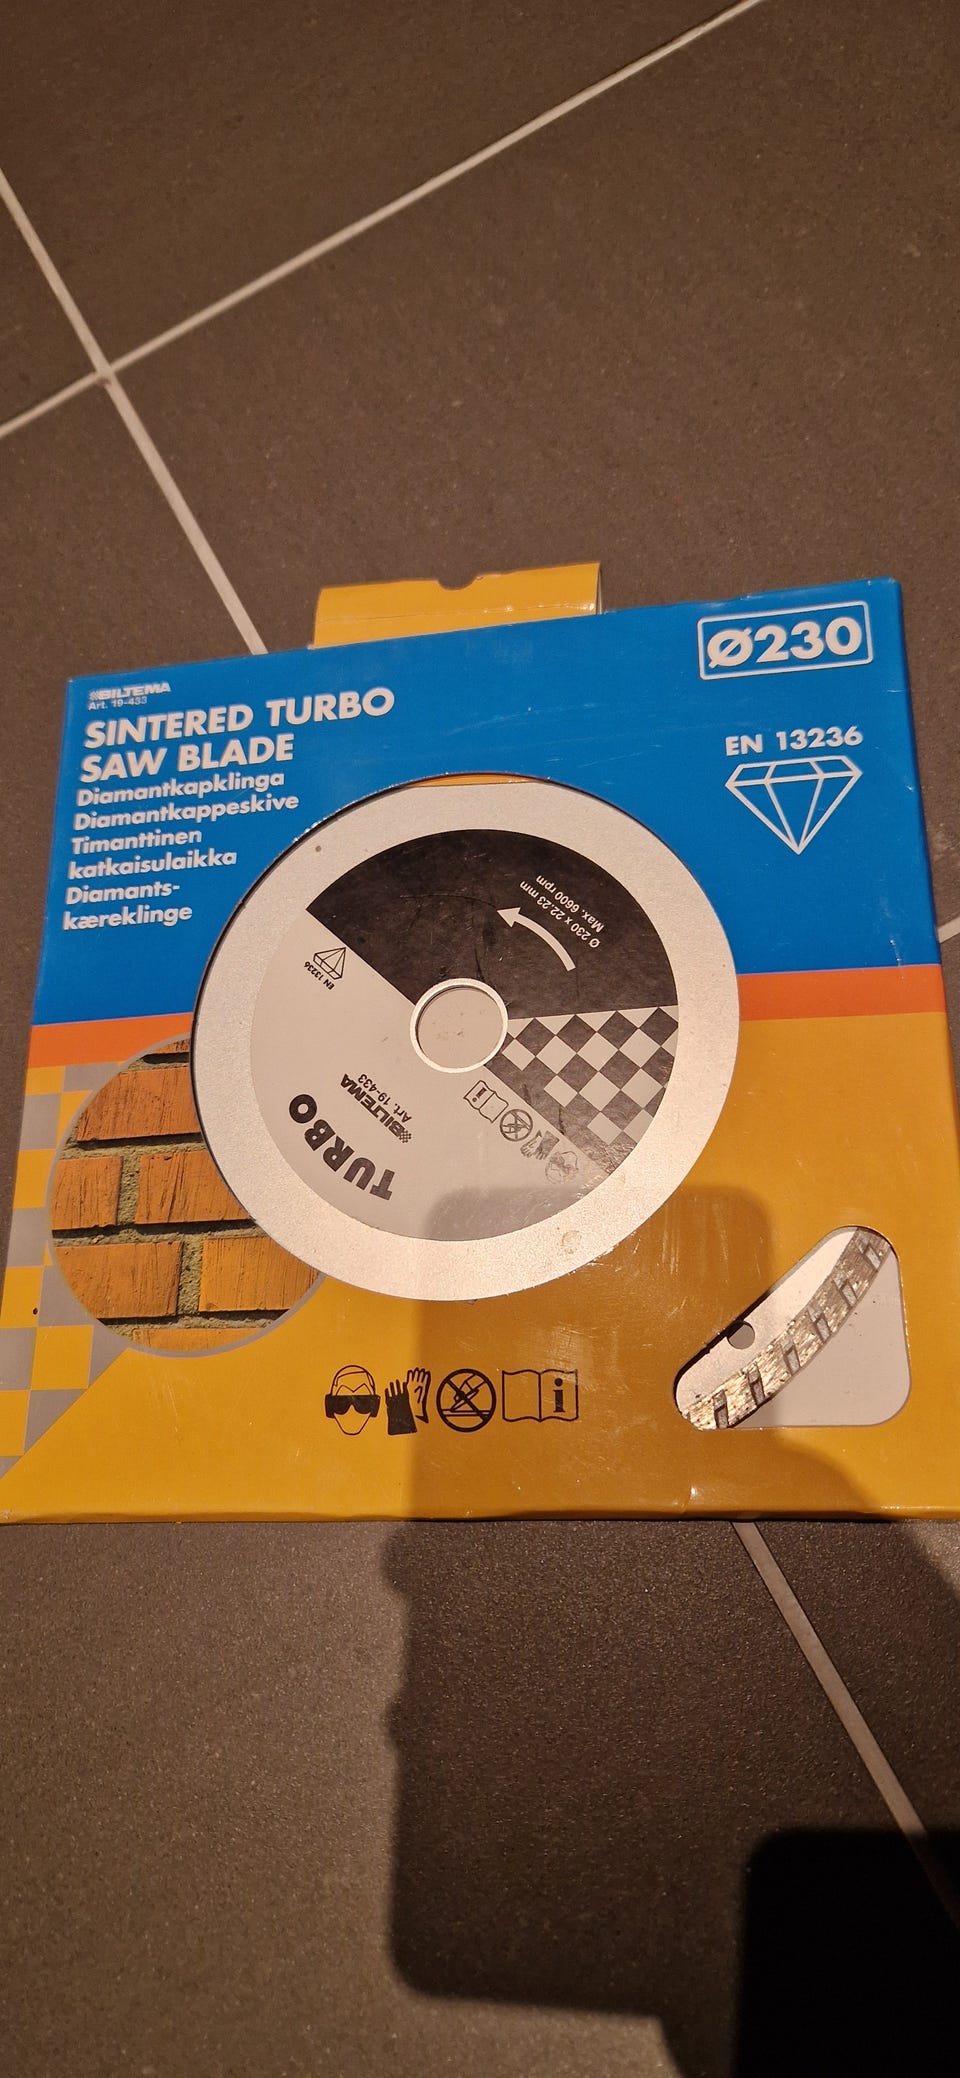 BILTEMA
Art. 19-433
SINTERED TURBO
SAW BLADE
Diamantkapklinga
Diamantkappeskive
Timanttinen
katkaisulaikka
Diamants-
kæreklinge
Ø230
EN 13236
Ø 230 x 22.23 mm
Max. 6600 rpm
EN 13236
TURBO
BILTEMA
Art. 19-433
i
i